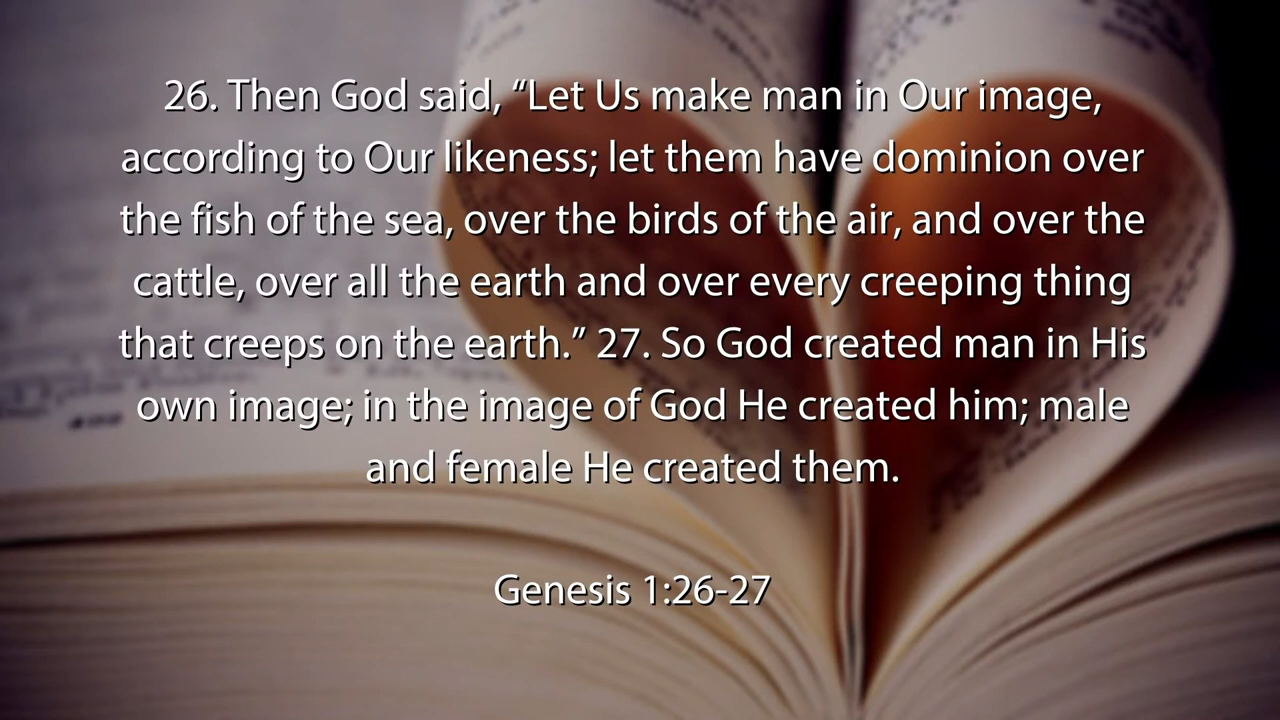 26. Then God said, “Let Us make man in Our image,
according to Our likeness; let them have dominion over
the fish of the sea, over the birds of the air, and over the
cattle, over all the earth and over every creeping thing
that creeps on the earth.” 27. So God created man in His
own image; in the image of God He created him; male
and female He created them.
Genesis 1:26-27